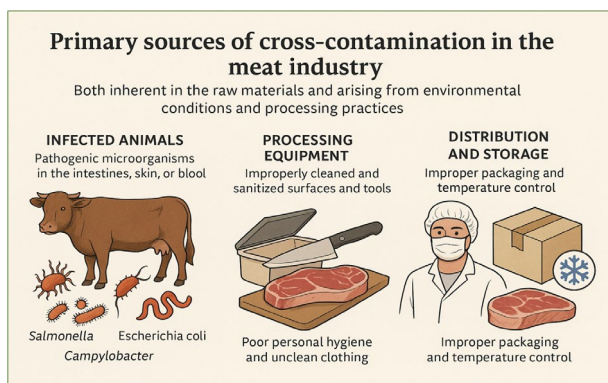 Primary sources of cross-contamination in the
meat industry
Both inherent in the raw materials and arising from environmental
conditions and processing practices
INFECTED ANIMALS
Pathogenic microorganisms
in the intestines, skin, or blool
Salmonella
Escherichia coli
Campylobacter
PROCESSING
EQUIPMENT
Improperly cleaned and
sanitized surfaces and tools
Poor personal hygiene
and unclean clothing
DISTRIBUTION
AND STORAGE
Improper packaging and
temperature control
Improper packaging
and temperature control